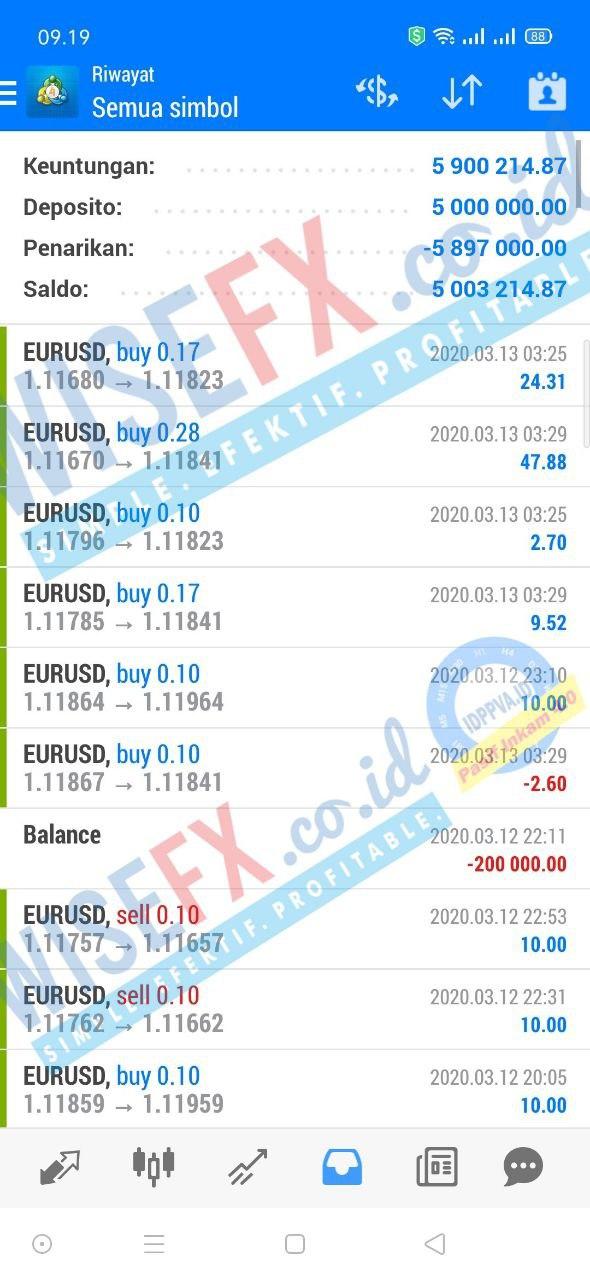 09.19
88
Riwayat
Semua simbol
Keuntungan: 5 900 214.87
Deposito: 5 000 000.00
Penarikan: -5 897 000.00
Saldo: 5 003 214.87
EURUSD, buy 0.17 2020.03.13 03:25
1.11680 → 1.11823 24.31
EURUSD, buy 0.28 2020.03.13 03:29
1.11670 → 1.11841 47.88
EURUSD, buy 0.10 2020.03.13 03:25
1.11796 → 1.11823 2.70
EURUSD, buy 0.17 2020.03.13 03:29
1.11785 → 1.11841 9.52
EURUSD, buy 0.10 2020.03.12 23:10
1.11864 → 1.11964 10.00
EURUSD, buy 0.10 2020.03.13 03:29
1.11867 → 1.11841 -2.60
Balance 2020.03.12 22:11
-200 000.00
EURUSD, sell 0.10 2020.03.12 22:53
1.11757 → 1.11657 10.00
EURUSD, sell 0.10 2020.03.12 22:31
1.11762 → 1.11662 10.00
EURUSD, buy 0.10 2020.03.12 20:05
1.11859 → 1.11959 10.00
WISEFX.co.id
SIMPLE. EFEKTIF. PROFITABLE.
IDPPVA.ID
Pasif Inkam
WISEFX.co.id
SIMPLE. EFEKTIF. PROFITABLE.